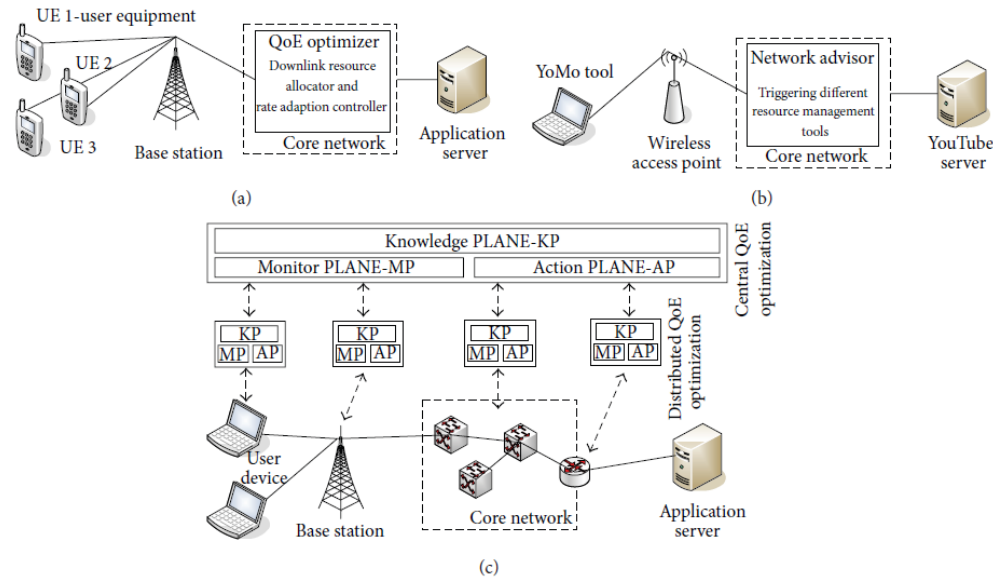 UE 1-user equipment
UE 2
UE 3
Base station
QoE optimizer
Downlink resource
allocator and
rate adaption controller
Core network
Application
server
(a)
YoMo tool
Wireless
access point
Network advisor
Triggering different
resource management
tools
Core network
YouTube
server
(b)
Knowledge PLANE-KP
Monitor PLANE-MP
Action PLANE-AP
Central QoE
optimization
KP
MP
AP
KP
MP
AP
KP
MP
AP
KP
MP
AP
Distributed QoE
optimization
User
device
Base station
Core network
Application
server
(c)